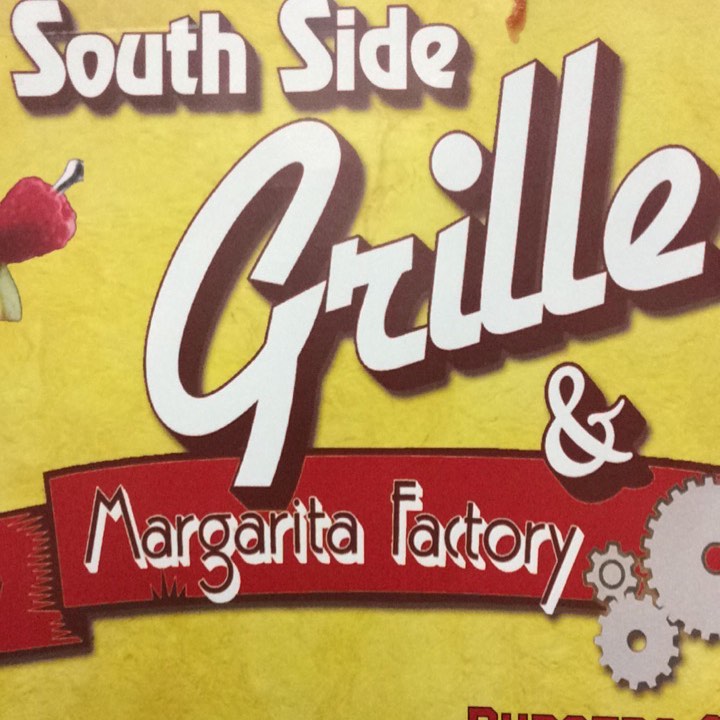 South Side
Grille
&
Margarita Factory